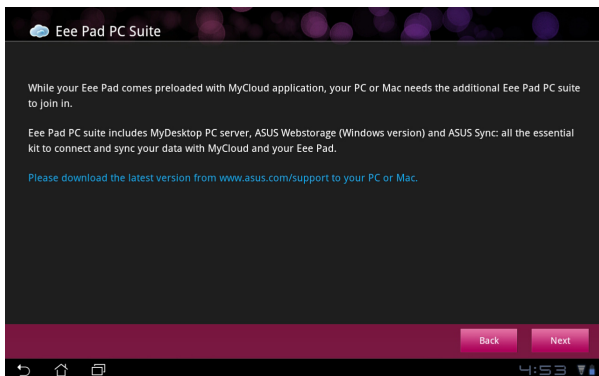 Eee Pad PC Suite
While your Eee Pad comes preloaded with MyCloud application, your PC or Mac needs the additional Eee Pad PC suite
to join in.
Eee Pad PC suite includes MyDesktop PC server, ASUS Webstorage (Windows version) and ASUS Sync: all the essential
kit to connect and sync your data with MyCloud and your Eee Pad.
Please download the latest version from www.asus.com/support to your PC or Mac.
Back Next
4:53